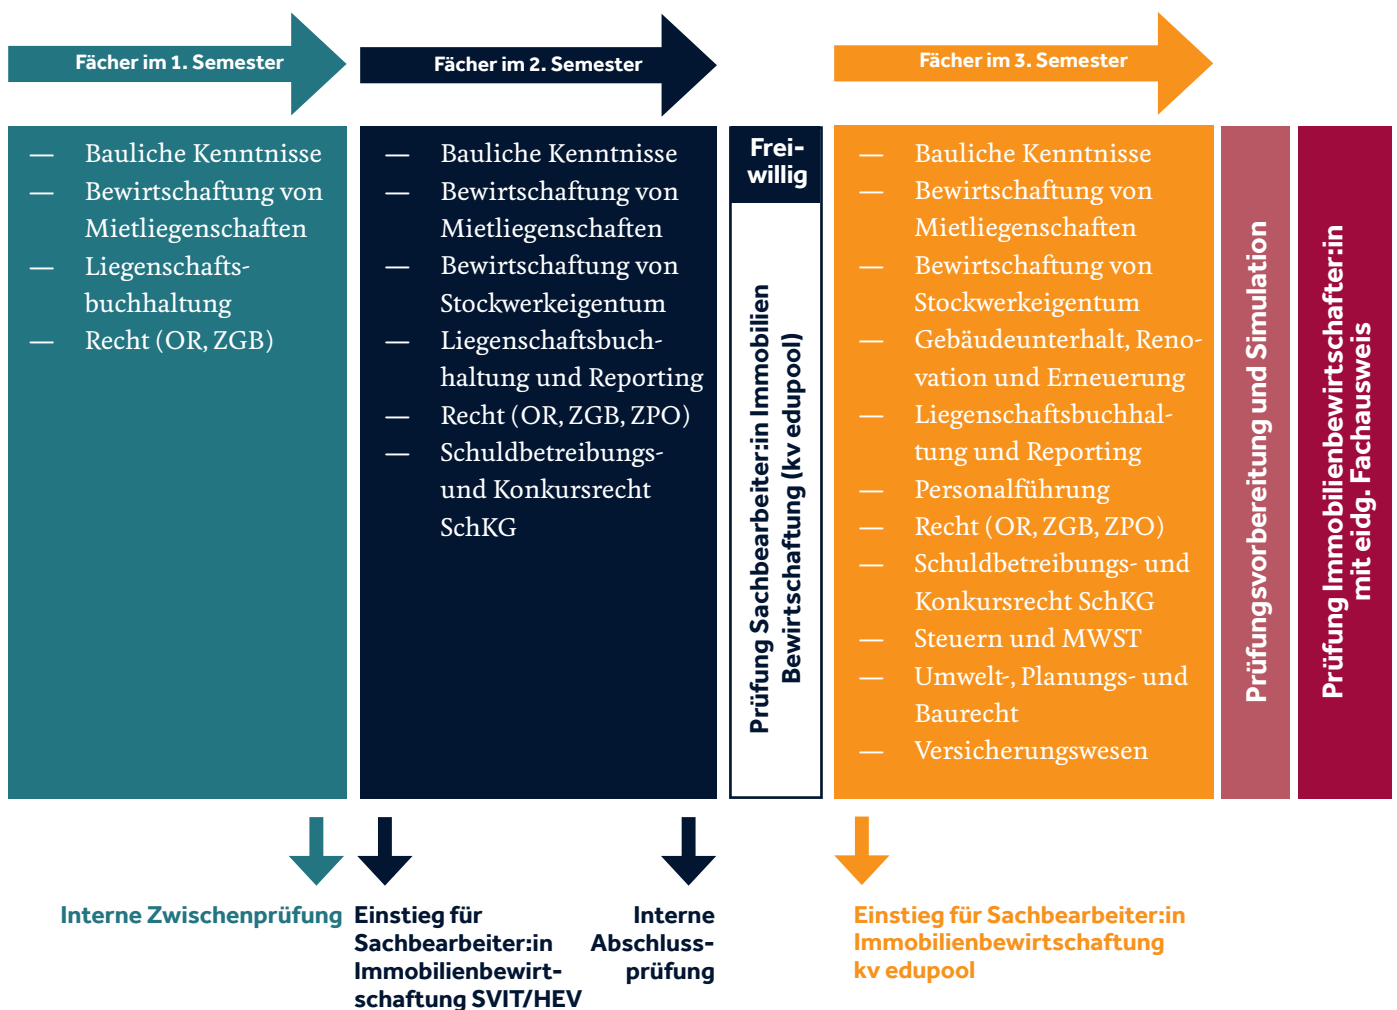 Fächer im 1. Semester
— Bauliche Kenntnisse
— Bewirtschaftung von
Mietliegenschaften
— Liegenschafts-
buchhaltung
— Recht (OR, ZGB)
Interne Zwischenprüfung
Fächer im 2. Semester
— Bauliche Kenntnisse
— Bewirtschaftung von
Mietliegenschaften
— Bewirtschaftung von
Stockwerkeigentum
— Liegenschaftsbuch-
haltung und Reporting
— Recht (OR, ZGB, ZPO)
— Schuldbetreibungs-
und Konkursrecht
SchKG
Einstieg für
Sachbearbeiter:in
Immobilienbewirt-
schaftung SVIT/HEV
Interne
Abschluss-
prüfung
Frei-
willig
Prüfung Sachbearbeiter:in Immobilien
Bewirtschaftung (kv edupool)
Fächer im 3. Semester
— Bauliche Kenntnisse
— Bewirtschaftung von
Mietliegenschaften
— Bewirtschaftung von
Stockwerkeigentum
— Gebäudeunterhalt, Reno-
vation und Erneuerung
— Liegenschaftsbuchhal-
tung und Reporting
— Personalführung
— Recht (OR, ZGB, ZPO)
— Schuldbetreibungs- und
Konkursrecht SchKG
— Steuern und MWST
— Umwelt-, Planungs- und
Baurecht
— Versicherungswesen
Einstieg für Sachbearbeiter:in
Immobilienbewirtschaftung
kv edupool
Prüfungsvorbereitung und Simulation
Prüfung Immobilienbewirtschafter:in
mit eidg. Fachausweis